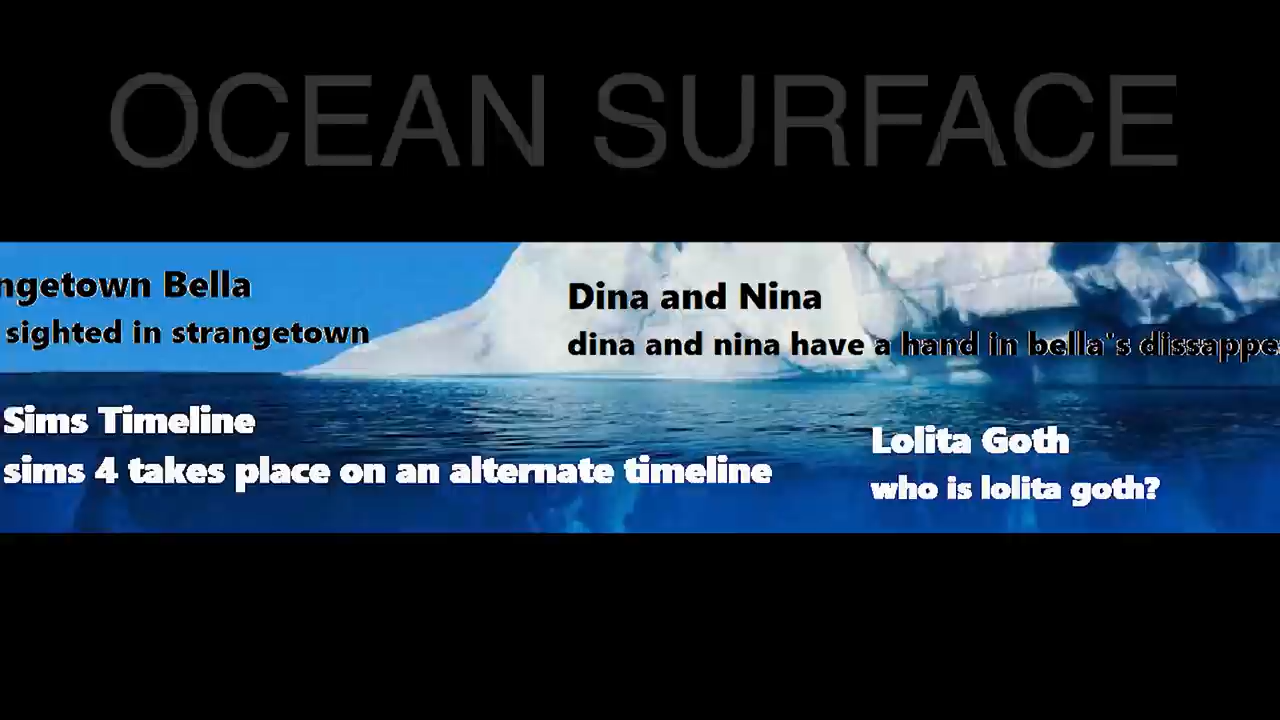 OCEAN SURFACE
ngetown Bella
sighted in strangetown
Dina and Nina
dina and nina have a hand in bella¨s dissappe
Sims Timeline
sims 4 takes place on an alternate timeline
Lolita Goth
who is lolita goth?